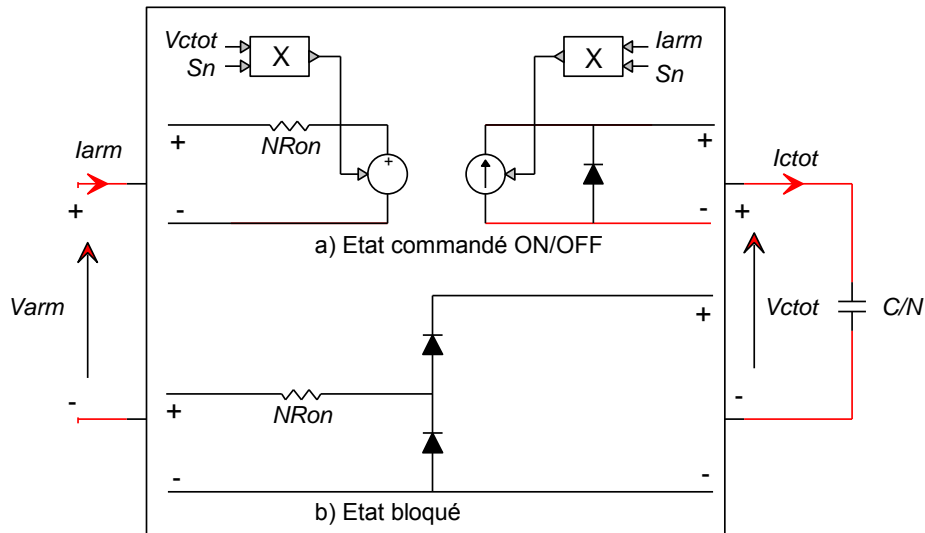 Vctot
Sn
X
X
Iarm
Sn
+
NRon
+
+
-
-
a) Etat commandé ON/OFF
Iarm
+
Varm
-
Ictot
+
Vctot
-
C/N
+
NRon
+
-
-
b) Etat bloqué